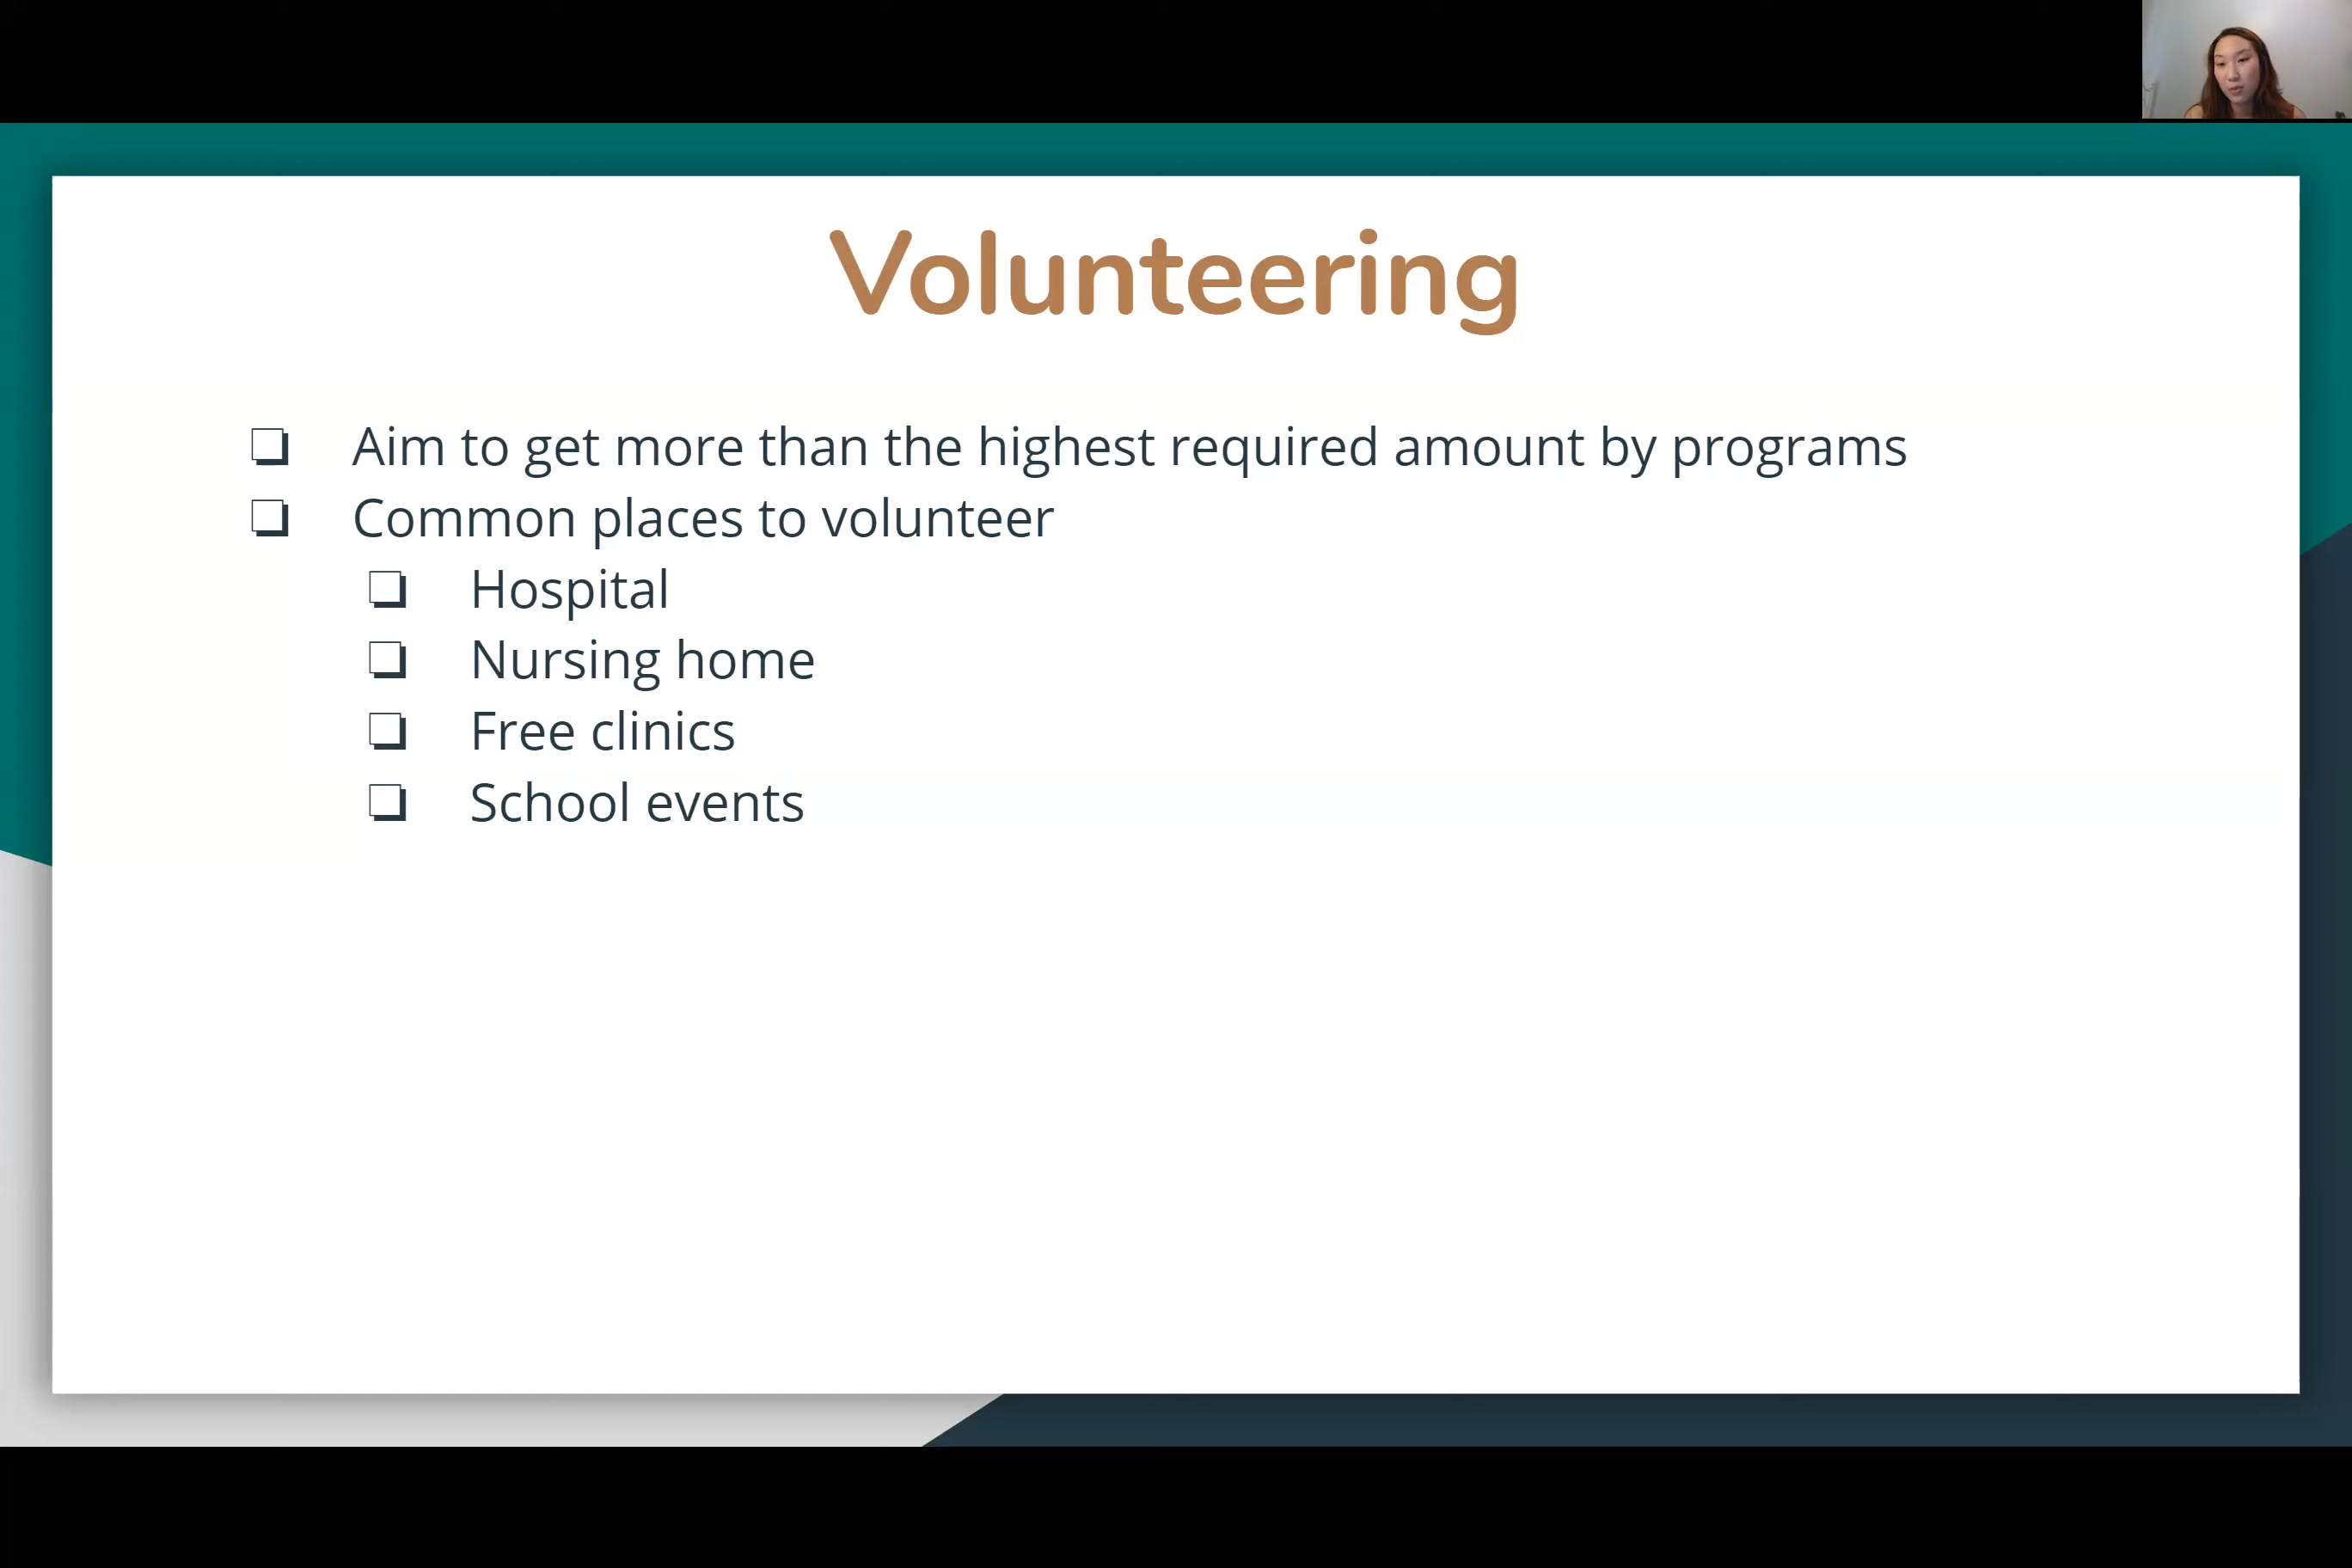 Volunteering
❏ Aim to get more than the highest required amount by programs
❏ Common places to volunteer
❏ Hospital
❏ Nursing home
❏ Free clinics
❏ School events